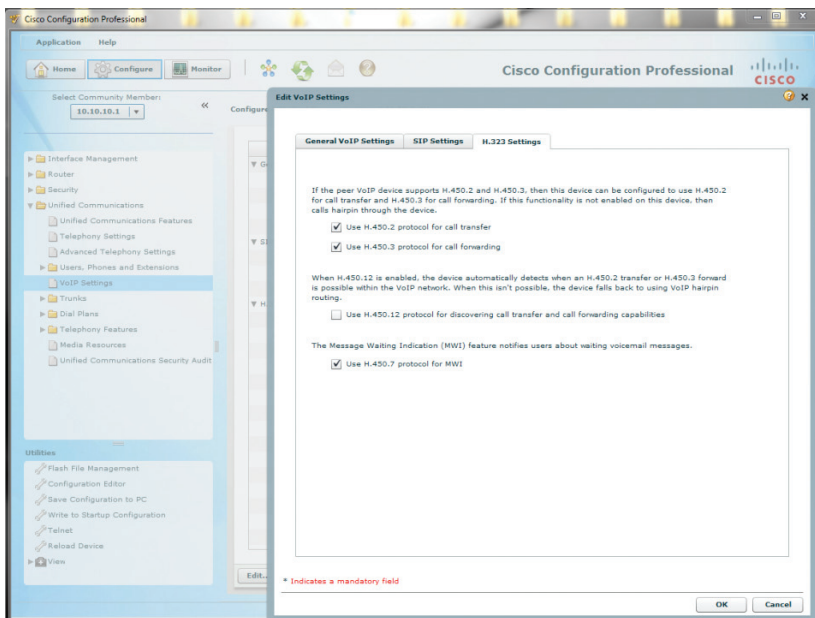 Cisco Configuration Professional
Application Help
Home Configure Monitor
Cisco Configuration Professional
CISCO
Select Community Member:
10.10.10.1
Configure
Interface Management
Router
Security
Unified Communications
Unified Communications Features
Telephony Settings
Advanced Telephony Settings
Users, Phones and Extensions
VoIP Settings
Trunks
Dial Plans
Telephony Features
Media Resources
Unified Communications Security Audit
Utilities
Flash File Management
Configuration Editor
Save Configuration to PC
Write to Startup Configuration
Telnet
Reload Device
View
Edit...
Edit VoIP Settings
General VoIP Settings SIP Settings H.323 Settings
If the peer VoIP device supports H.450.2 and H.450.3, then this device can be configured to use H.450.2
for call transfer and H.450.3 for call forwarding. If this functionality is not enabled on this device, then
calls hairpin through the device.
Use H.450.2 protocol for call transfer
Use H.450.3 protocol for call forwarding
When H.450.12 is enabled, the device automatically detects when an H.450.2 transfer or H.450.3 forward
is possible within the VoIP network. When this isn't possible, the device falls back to using VoIP hairpin
routing.
Use H.450.12 protocol for discovering call transfer and call forwarding capabilities
The Message Waiting Indication (MWI) feature notifies users about waiting voicemail messages.
Use H.450.7 protocol for MWI
* Indicates a mandatory field
OK Cancel